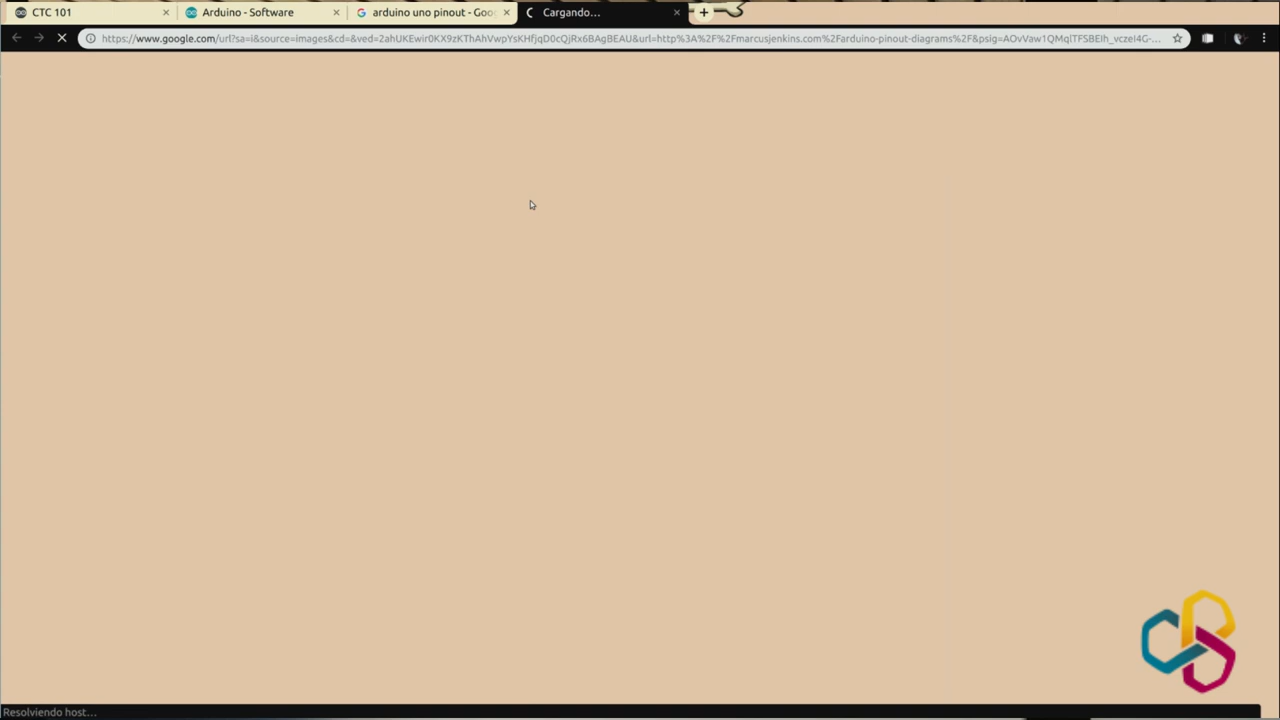 CTC 101
Arduino - Software
arduino uno pinout - Goo
Cargando...
https://www.google.com/url?sa=i&source=images&cd=&ved=2ahUKEwir0KX9zKThAhVwpYsKHfjqD0cQjRx6BAgBEAU&url=http%3A%2F%2Fmarcusjenkins.com%2Farduino-pinout-diagrams%2F&psig=AOvVaw1QMqlTFSBEIh_vczeI4G-...
Resolviendo host...